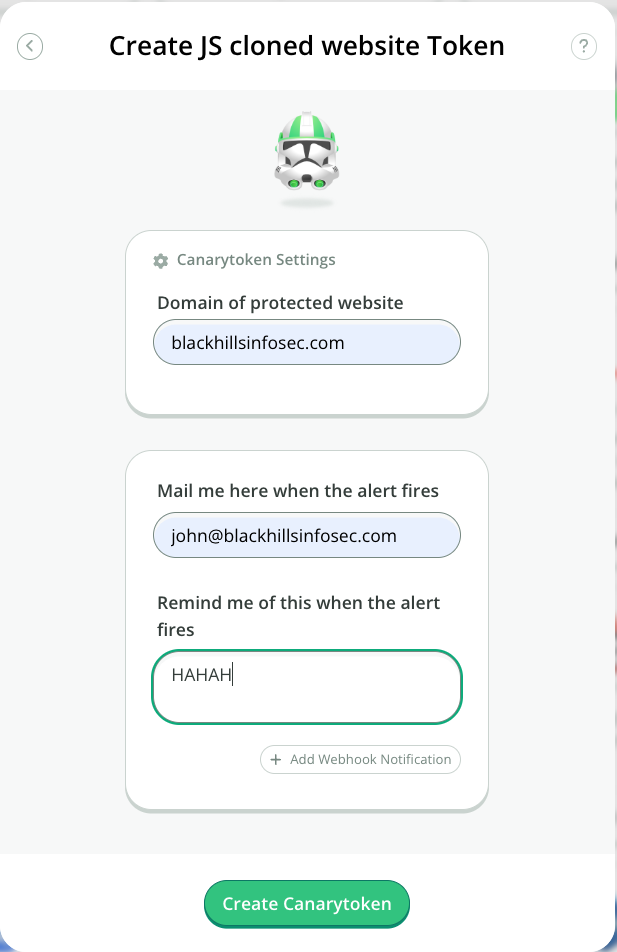 Create JS cloned website Token
?
Canarytoken Settings
Domain of protected website
blackhillsinfosec.com
Mail me here when the alert fires
john@blackhillsinfosec.com
Remind me of this when the alert
fires
HAHAH
+ Add Webhook Notification
Create Canarytoken